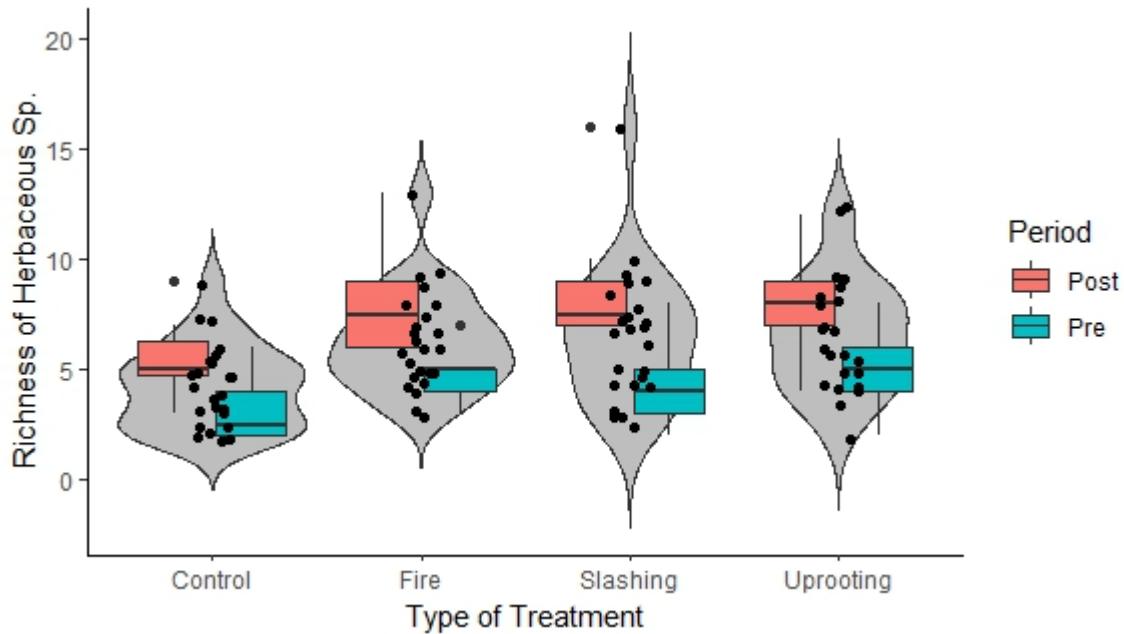 Richness of Herbaceous Sp.
20
15
10
5
0
Control
Fire
Slashing
Uprooting
Type of Treatment
Period
Post
Pre